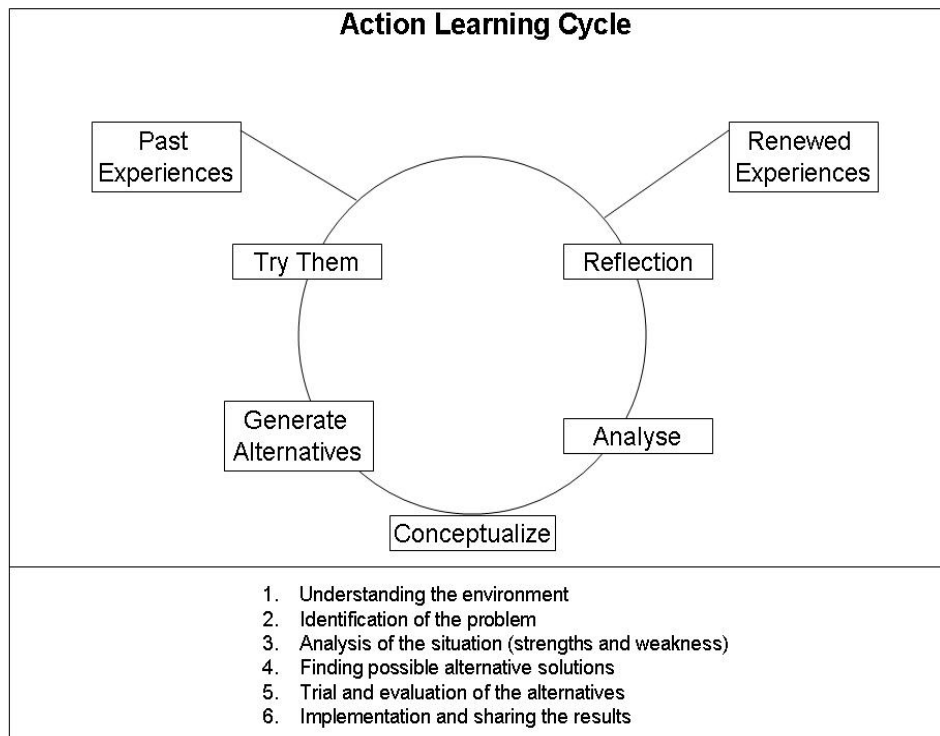 Action Learning Cycle
Past
Experiences
Renewed
Experiences
Try Them
Reflection
Generate
Alternatives
Analyse
Conceptualize
1. Understanding the environment
2. Identification of the problem
3. Analysis of the situation (strengths and weakness)
4. Finding possible alternative solutions
5. Trial and evaluation of the alternatives
6. Implementation and sharing the results